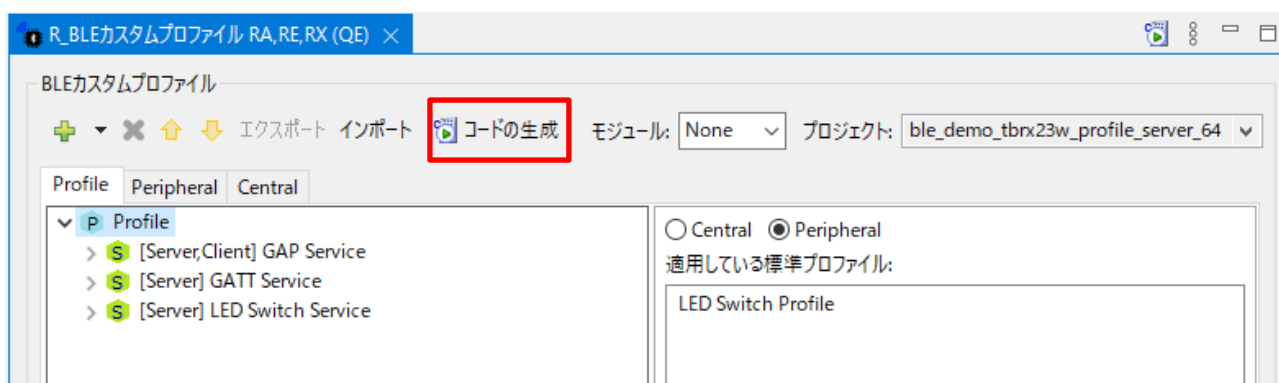 R_BLEカスタムプロファイル RA,RE,RX (QE)
BLEカスタムプロファイル
エクスポート インポート コードの生成 モジュール: None プロジェクト: ble_demo_tbrx23w_profile_server_64
Profile Peripheral Central
P Profile
S [Server,Client] GAP Service
S [Server] GATT Service
S [Server] LED Switch Service
Central Peripheral
適用している標準プロファイル:
LED Switch Profile